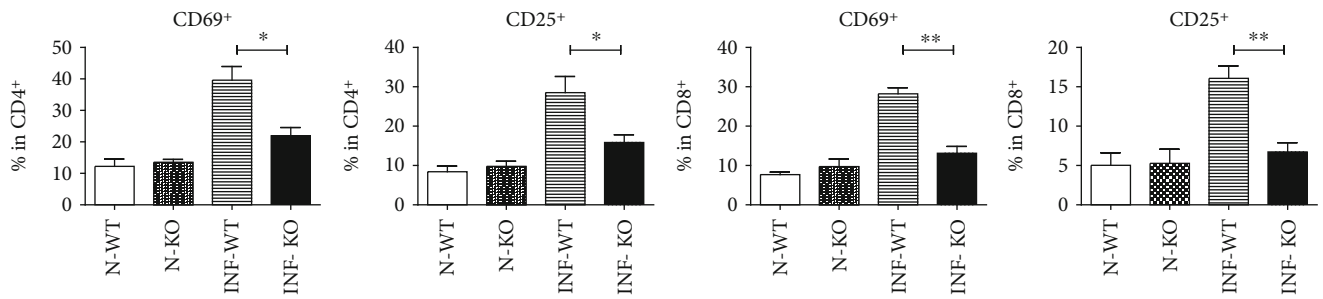 CD69+
*
% in CD4+
50
40
30
20
10
0
N-WT
N-KO
INF-WT
INF- KO
CD25+
*
% in CD4+
40
30
20
10
0
N-WT
N-KO
INF-WT
INF- KO
CD69+
**
% in CD8+
40
30
20
10
0
N-WT
N-KO
INF-WT
INF- KO
CD25+
**
% in CD8+
20
15
10
5
0
N-WT
N-KO
INF-WT
INF- KO